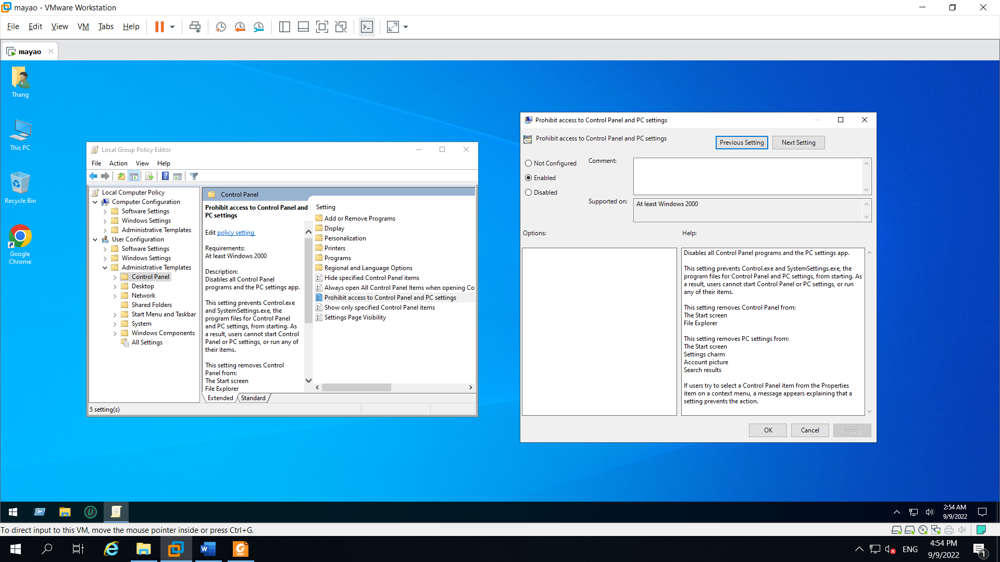 mayao - VMware Workstation
File Edit View VM Tabs Help
mayao
Thang
This PC
Recycle Bin
Google
Chrome
Local Group Policy Editor
File Action View Help
Local Computer Policy
Computer Configuration
Software Settings
Windows Settings
Administrative Templates
User Configuration
Software Settings
Windows Settings
Administrative Templates
Control Panel
Desktop
Network
Shared Folders
Start Menu and Taskbar
System
Windows Components
All Settings
Control Panel
Prohibit access to Control Panel and
PC settings
Edit policy setting
Requirements:
At least Windows 2000
Description:
Disables all Control Panel
programs and the PC settings app.
This setting prevents Control.exe
and SystemSettings.exe, the
program files for Control Panel
and PC settings, from starting. As
a result, users cannot start Control
Panel or PC settings, or run any of
their items.
This setting removes Control
Panel from:
The Start screen
File Explorer
Setting
Add or Remove Programs
Display
Personalization
Printers
Programs
Regional and Language Options
Hide specified Control Panel items
Always open All Control Panel Items when opening Co
Prohibit access to Control Panel and PC settings
Show only specified Control Panel items
Settings Page Visibility
Extended Standard
5 setting(s)
Prohibit access to Control Panel and PC settings
Prohibit access to Control Panel and PC settings
Previous Setting Next Setting
Not Configured
Enabled
Disabled
Comment:
Supported on:
At least Windows 2000
Options:
Help:
Disables all Control Panel programs and the PC settings app.
This setting prevents Control.exe and SystemSettings.exe, the
program files for Control Panel and PC settings, from starting. As
a result, users cannot start Control Panel or PC settings, or run
any of their items.
This setting removes Control Panel from:
The Start screen
File Explorer
This setting removes PC settings from:
The Start screen
Settings charm
Account picture
Search results
If users try to select a Control Panel item from the Properties
item on a context menu, a message appears explaining that a
setting prevents the action.
OK Cancel Apply
2:54 AM
9/9/2022
To direct input to this VM, move the mouse pointer inside or press Ctrl+G.
ENG
4:54 PM
9/9/2022
1